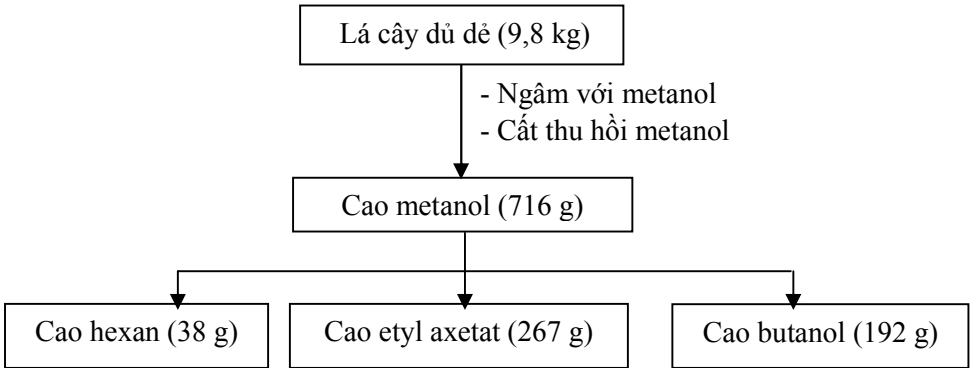 Lá cây dủ dẻ (9,8 kg)
- Ngâm với metanol
- Cất thu hồi metanol
Cao metanol (716 g)
Cao hexan (38 g)
Cao etyl axetat (267 g)
Cao butanol (192 g)